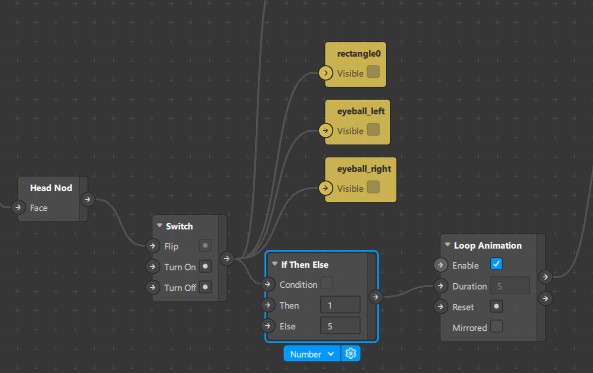 rectangle0
Visible
eyeball_left
Visible
eyeball_right
Visible
Head Nod
Face
Switch
Flip
Turn On
Turn Off
If Then Else
Condition
Then 1
Else 5
Number
Loop Animation
Enable
Duration 5
Reset
Mirrored